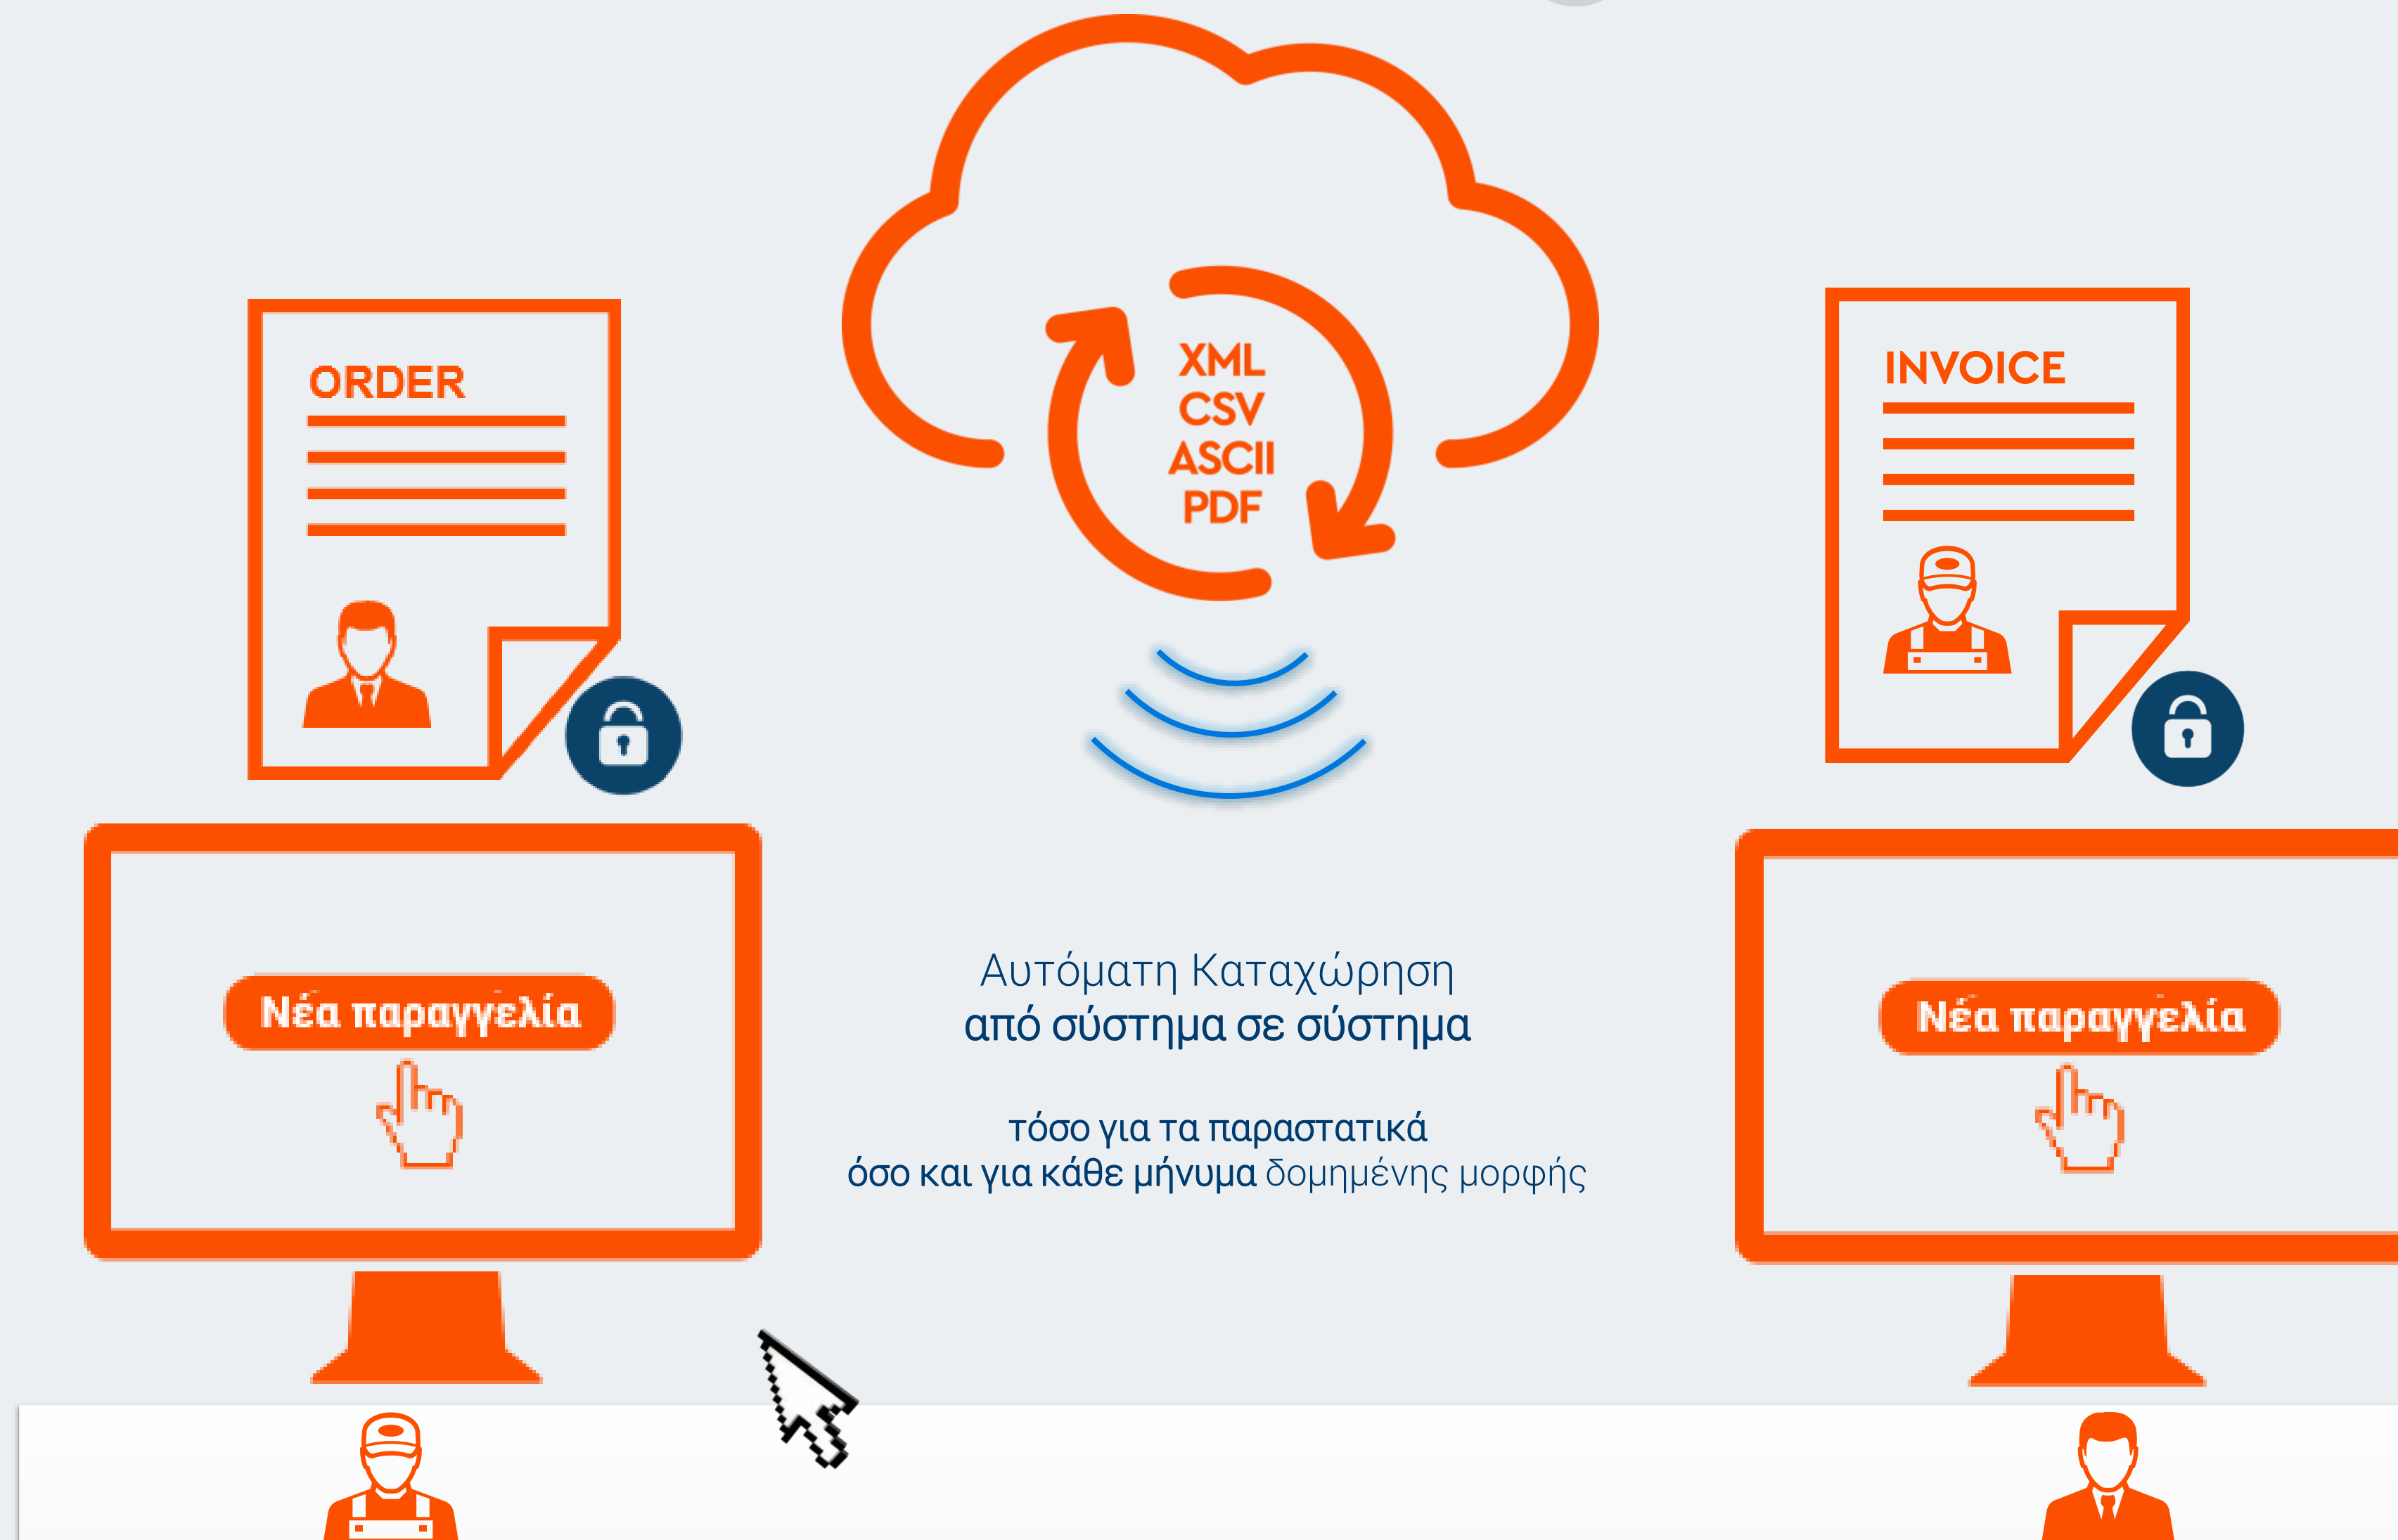 XML
CSV
ASCII
PDF
ORDER
INVOICE
Νέα παραγγελία
Αυτόματη Καταχώρηση
από σύστημα σε σύστημα
τόσο για τα παραστατικά
όσο και για κάθε μήνυμα δομημένης μορφής
Νέα παραγγελία